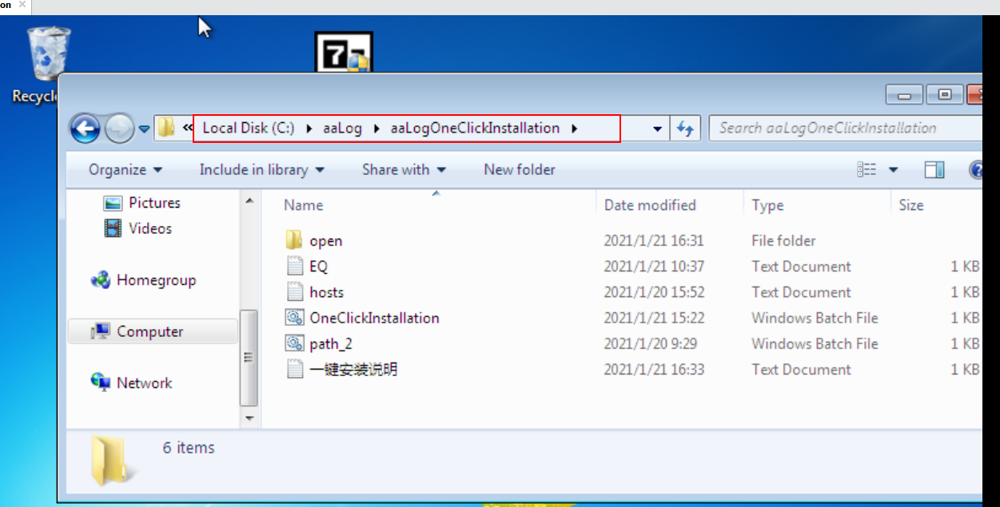 on
Recycl
Local Disk (C:) aaLog aaLogOneClickInstallation
Search aaLogOneClickInstallation
Organize Include in library Share with New folder
Pictures
Videos
Homegroup
Computer
Network
Name Date modified Type Size
open 2021/1/21 16:31 File folder
EQ 2021/1/21 10:37 Text Document 1 KB
hosts 2021/1/20 15:52 Text Document 1 KB
OneClickInstallation 2021/1/21 15:22 Windows Batch File 1 KB
path_2 2021/1/20 9:29 Windows Batch File 1 KB
一键安装说明 2021/1/21 16:33 Text Document 1 KB
6 items